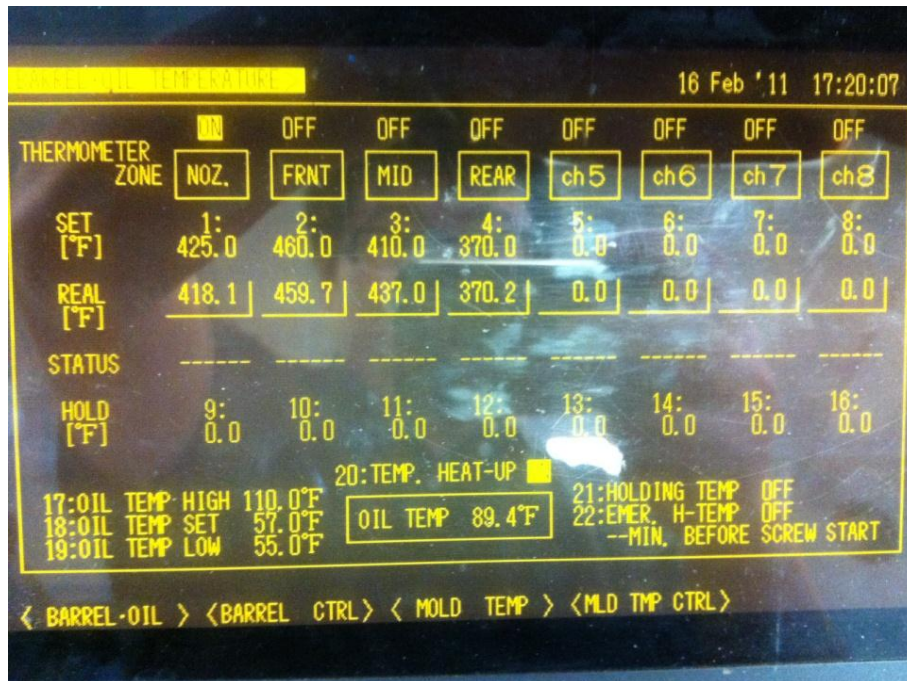 BARREL·OIL TEMPERATURE 16 Feb '11 17:20:07
ON OFF OFF OFF OFF OFF OFF OFF
THERMOMETER
ZONE NOZ. FRNT MID REAR ch5 ch6 ch7 ch8
SET 1: 2: 3: 4: 5: 6: 7: 8:
[°F] 425.0 460.0 410.0 370.0 0.0 0.0 0.0 0.0
REAL 418.1 459.7 437.0 370.2 0.0 0.0 0.0 0.0
[°F]
STATUS ------ ------ ------ ------ ------ ------ ------ ------
HOLD 9: 10: 11: 12: 13: 14: 15: 16:
[°F] 0.0 0.0 0.0 0.0 0.0 0.0 0.0 0.0
20:TEMP. HEAT-UP
17:OIL TEMP HIGH 110.0°F
18:OIL TEMP SET 57.0°F
19:OIL TEMP LOW 55.0°F
OIL TEMP 89.4°F
21:HOLDING TEMP OFF
22:EMER. H-TEMP OFF
--MIN. BEFORE SCREW START
< BARREL·OIL > <BARREL CTRL> < MOLD TEMP > <MLD TMP CTRL>